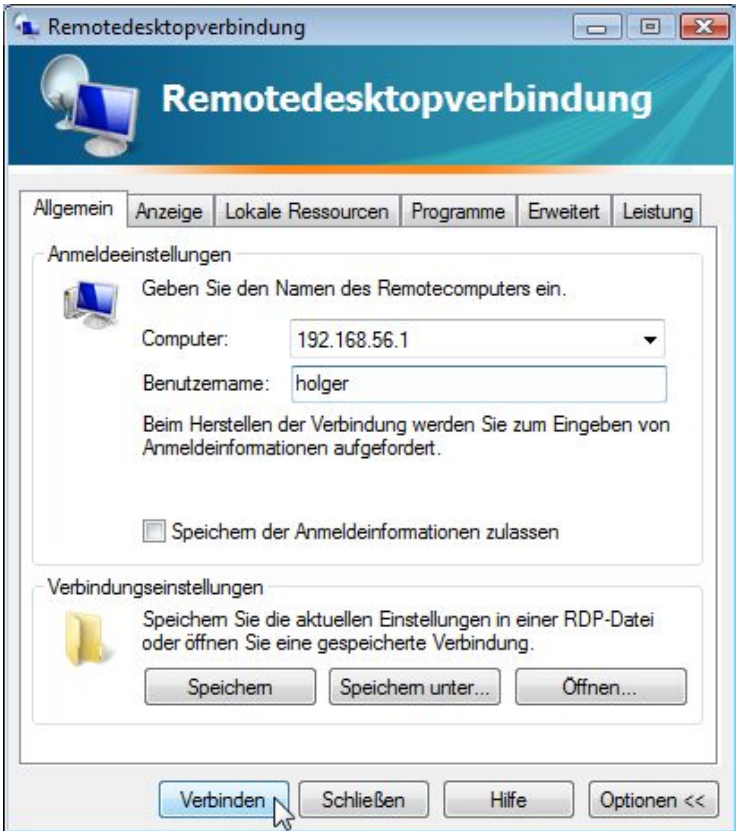 Remotedesktopverbindung
Remotedesktopverbindung
Allgemein Anzeige Lokale Ressourcen Programme Erweitert Leistung
Anmeldeeinstellungen
Geben Sie den Namen des Remotecomputers ein.
Computer: 192.168.56.1
Benutzername: holger
Beim Herstellen der Verbindung werden Sie zum Eingeben von
Anmeldeinformationen aufgefordert.
Speichern der Anmeldeinformationen zulassen
Verbindungseinstellungen
Speichern Sie die aktuellen Einstellungen in einer RDP-Datei
oder öffnen Sie eine gespeicherte Verbindung.
Speichern Speichern unter... Öffnen...
Verbinden Schließen Hilfe Optionen <<